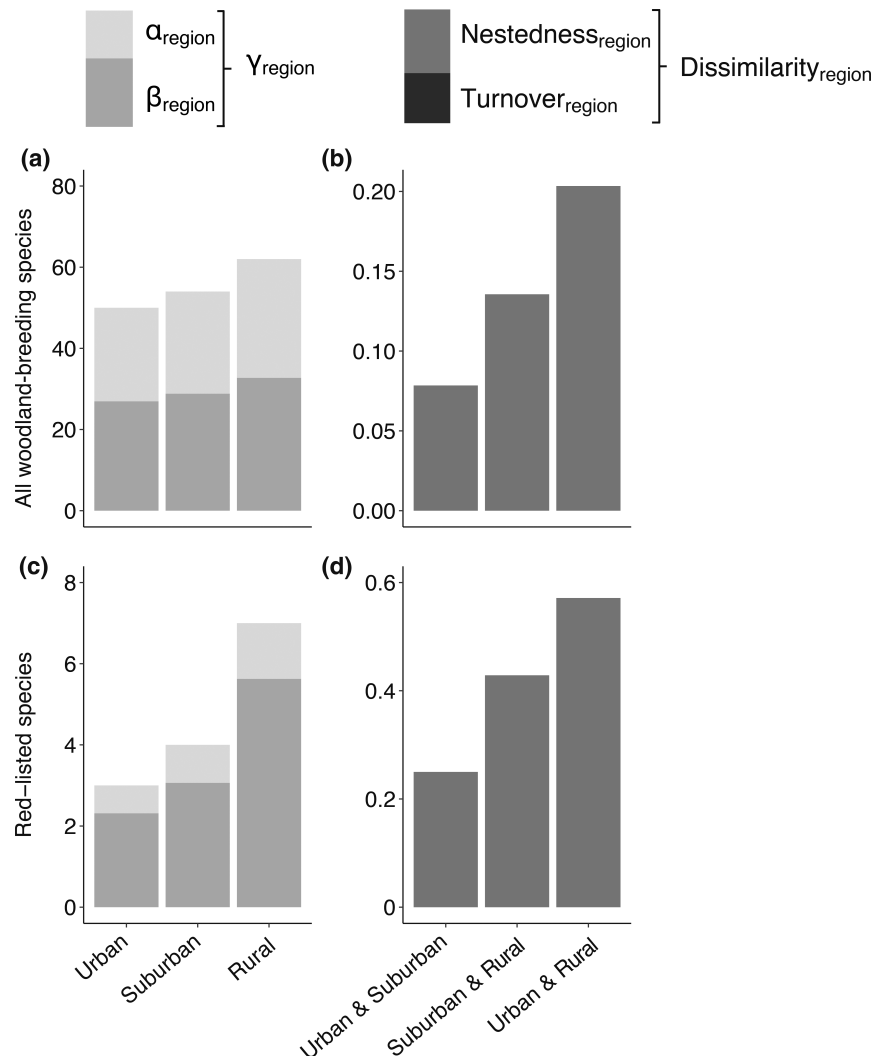 αregion
βregion
γregion
Nestednessregion
Turnoverregion
Dissimilarityregion
(a)
All woodland-breeding species
80
60
40
20
0
(b)
0.20
0.15
0.10
0.05
0.00
(c)
Red−listed species
8
6
4
2
0
Urban
Suburban
Rural
(d)
0.6
0.4
0.2
0
Urban & Suburban
Suburban & Rural
Urban & Rural